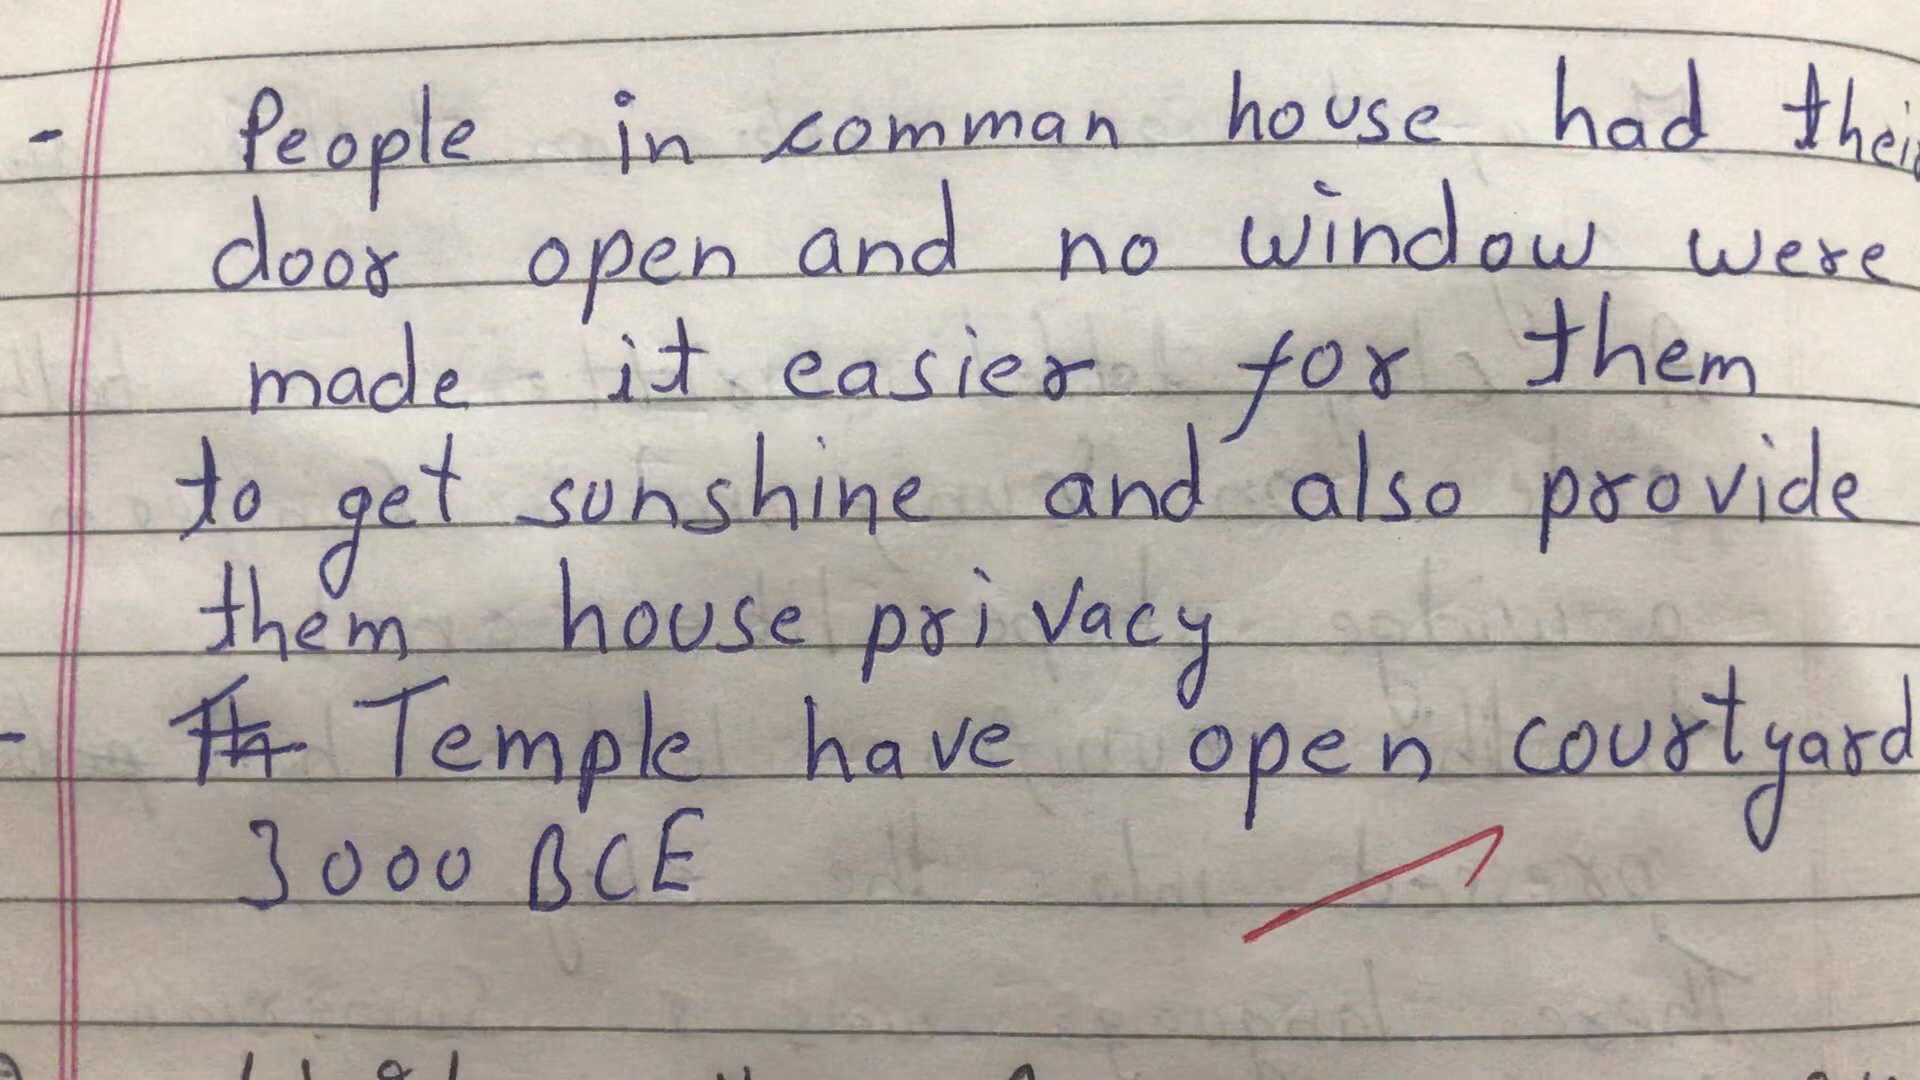 - People in comman house had their
door open and no window were
made it easier for them
to get sunshine and also provide
them house privacy
- Temple have open courtyard
3000 BCE